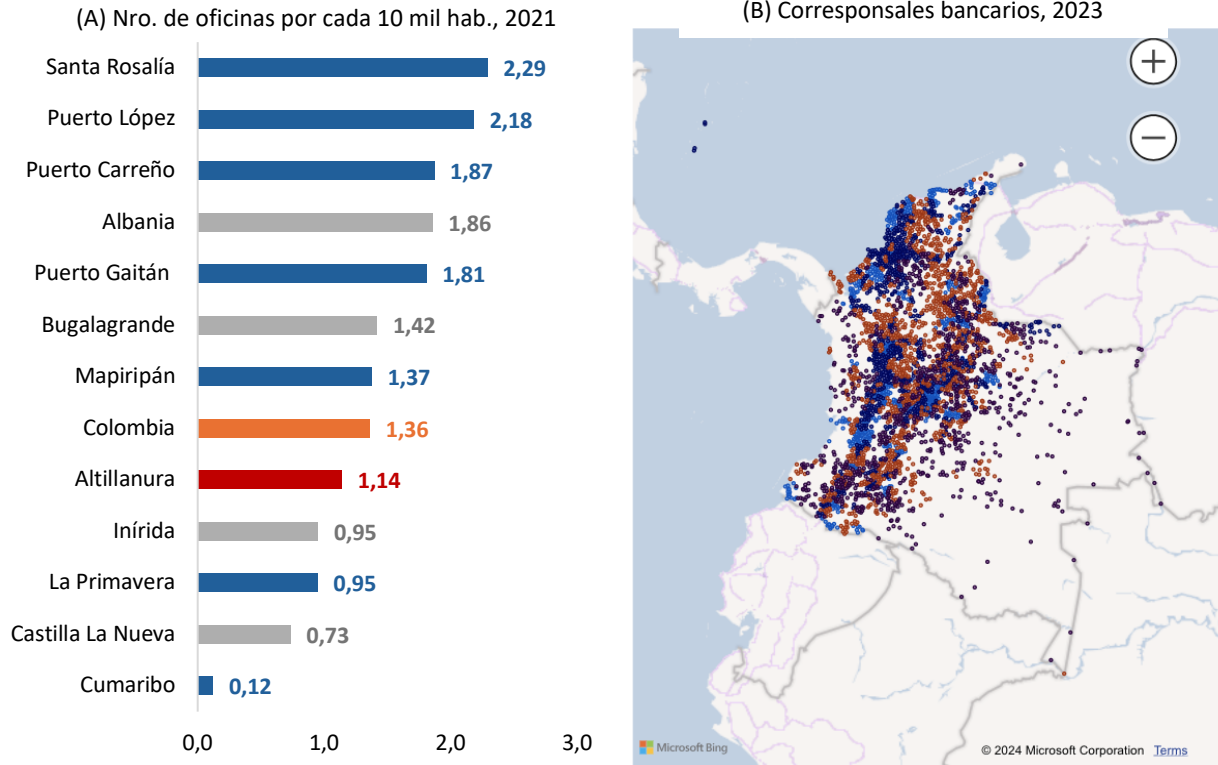 (A) Nro. de oficinas por cada 10 mil hab., 2021
Santa Rosalía 2,29
Puerto López 2,18
Puerto Carreño 1,87
Albania 1,86
Puerto Gaitán 1,81
Bugalagrande 1,42
Mapiripán 1,37
Colombia 1,36
Altillanura 1,14
Inírida 0,95
La Primavera 0,95
Castilla La Nueva 0,73
Cumaribo 0,12
0,0 1,0 2,0 3,0
(B) Corresponsales bancarios, 2023
Microsoft Bing
© 2024 Microsoft Corporation Terms